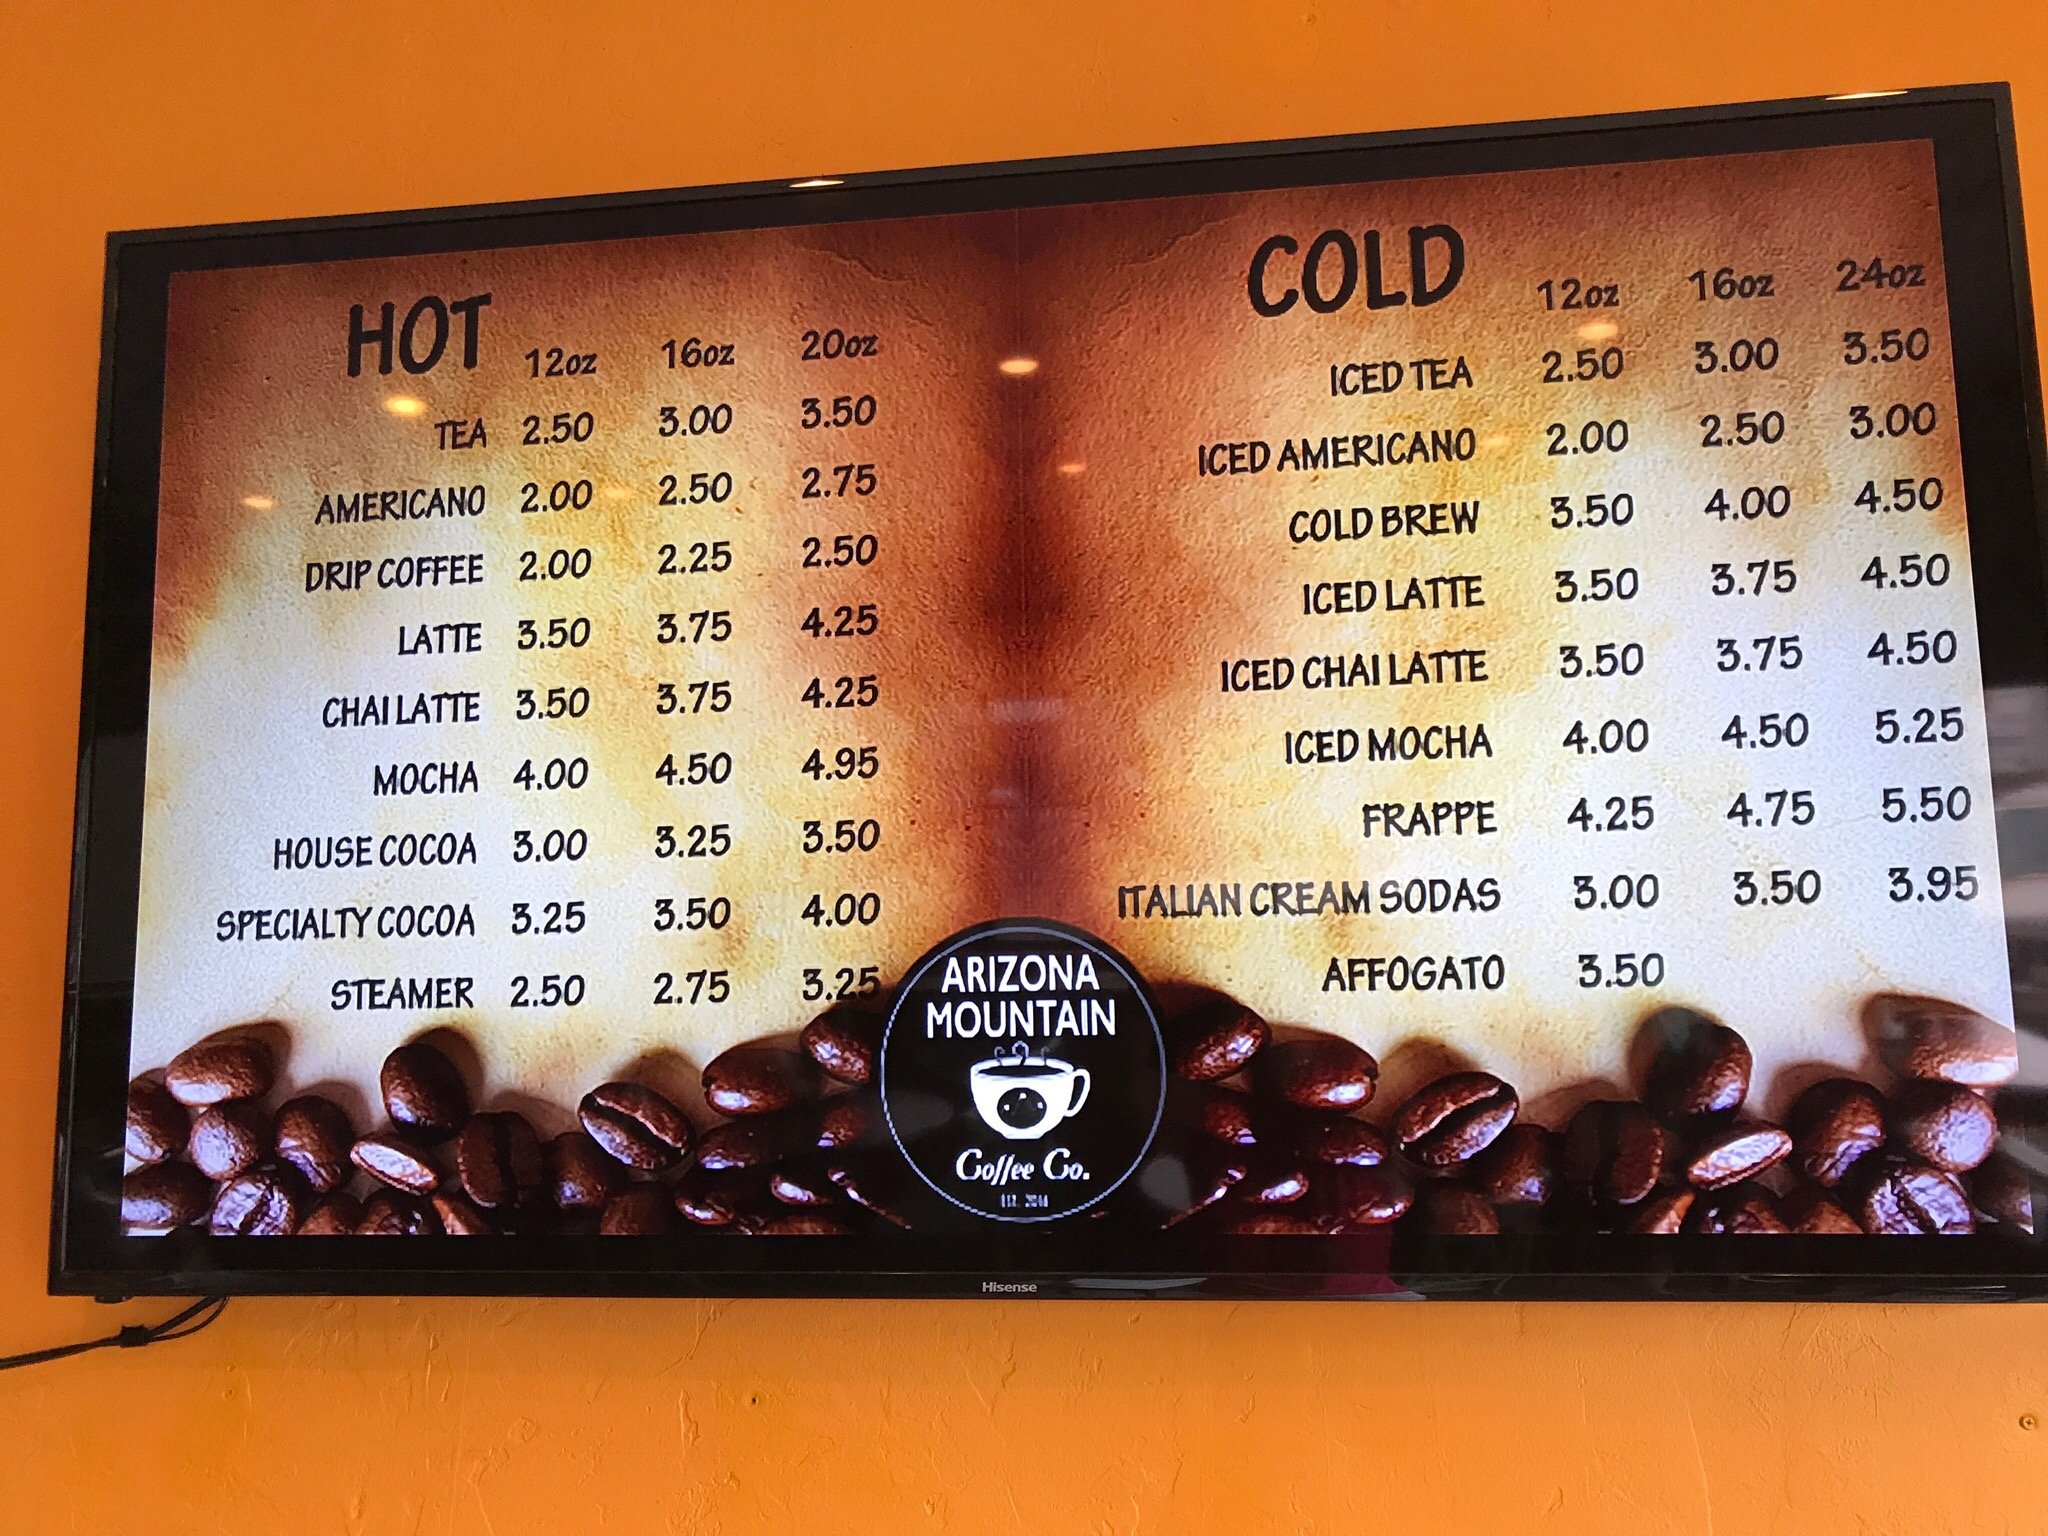 HOT 12oz 16oz 20oz
TEA 2.50 3.00 3.50
AMERICANO 2.00 2.50 2.75
DRIP COFFEE 2.00 2.25 2.50
LATTE 3.50 3.75 4.25
CHAI LATTE 3.50 3.75 4.25
MOCHA 4.00 4.50 4.95
HOUSE COCOA 3.00 3.25 3.50
SPECIALTY COCOA 3.25 3.50 4.00
STEAMER 2.50 2.75 3.25
COLD 12oz 16oz 24oz
ICED TEA 2.50 3.00 3.50
ICED AMERICANO 2.00 2.50 3.00
COLD BREW 3.50 4.00 4.50
ICED LATTE 3.50 3.75 4.50
ICED CHAI LATTE 3.50 3.75 4.50
ICED MOCHA 4.00 4.50 5.25
FRAPPE 4.25 4.75 5.50
ITALIAN CREAM SODAS 3.00 3.50 3.95
AFFOGATO 3.50
ARIZONA
MOUNTAIN
Coffee Co.
Hisense